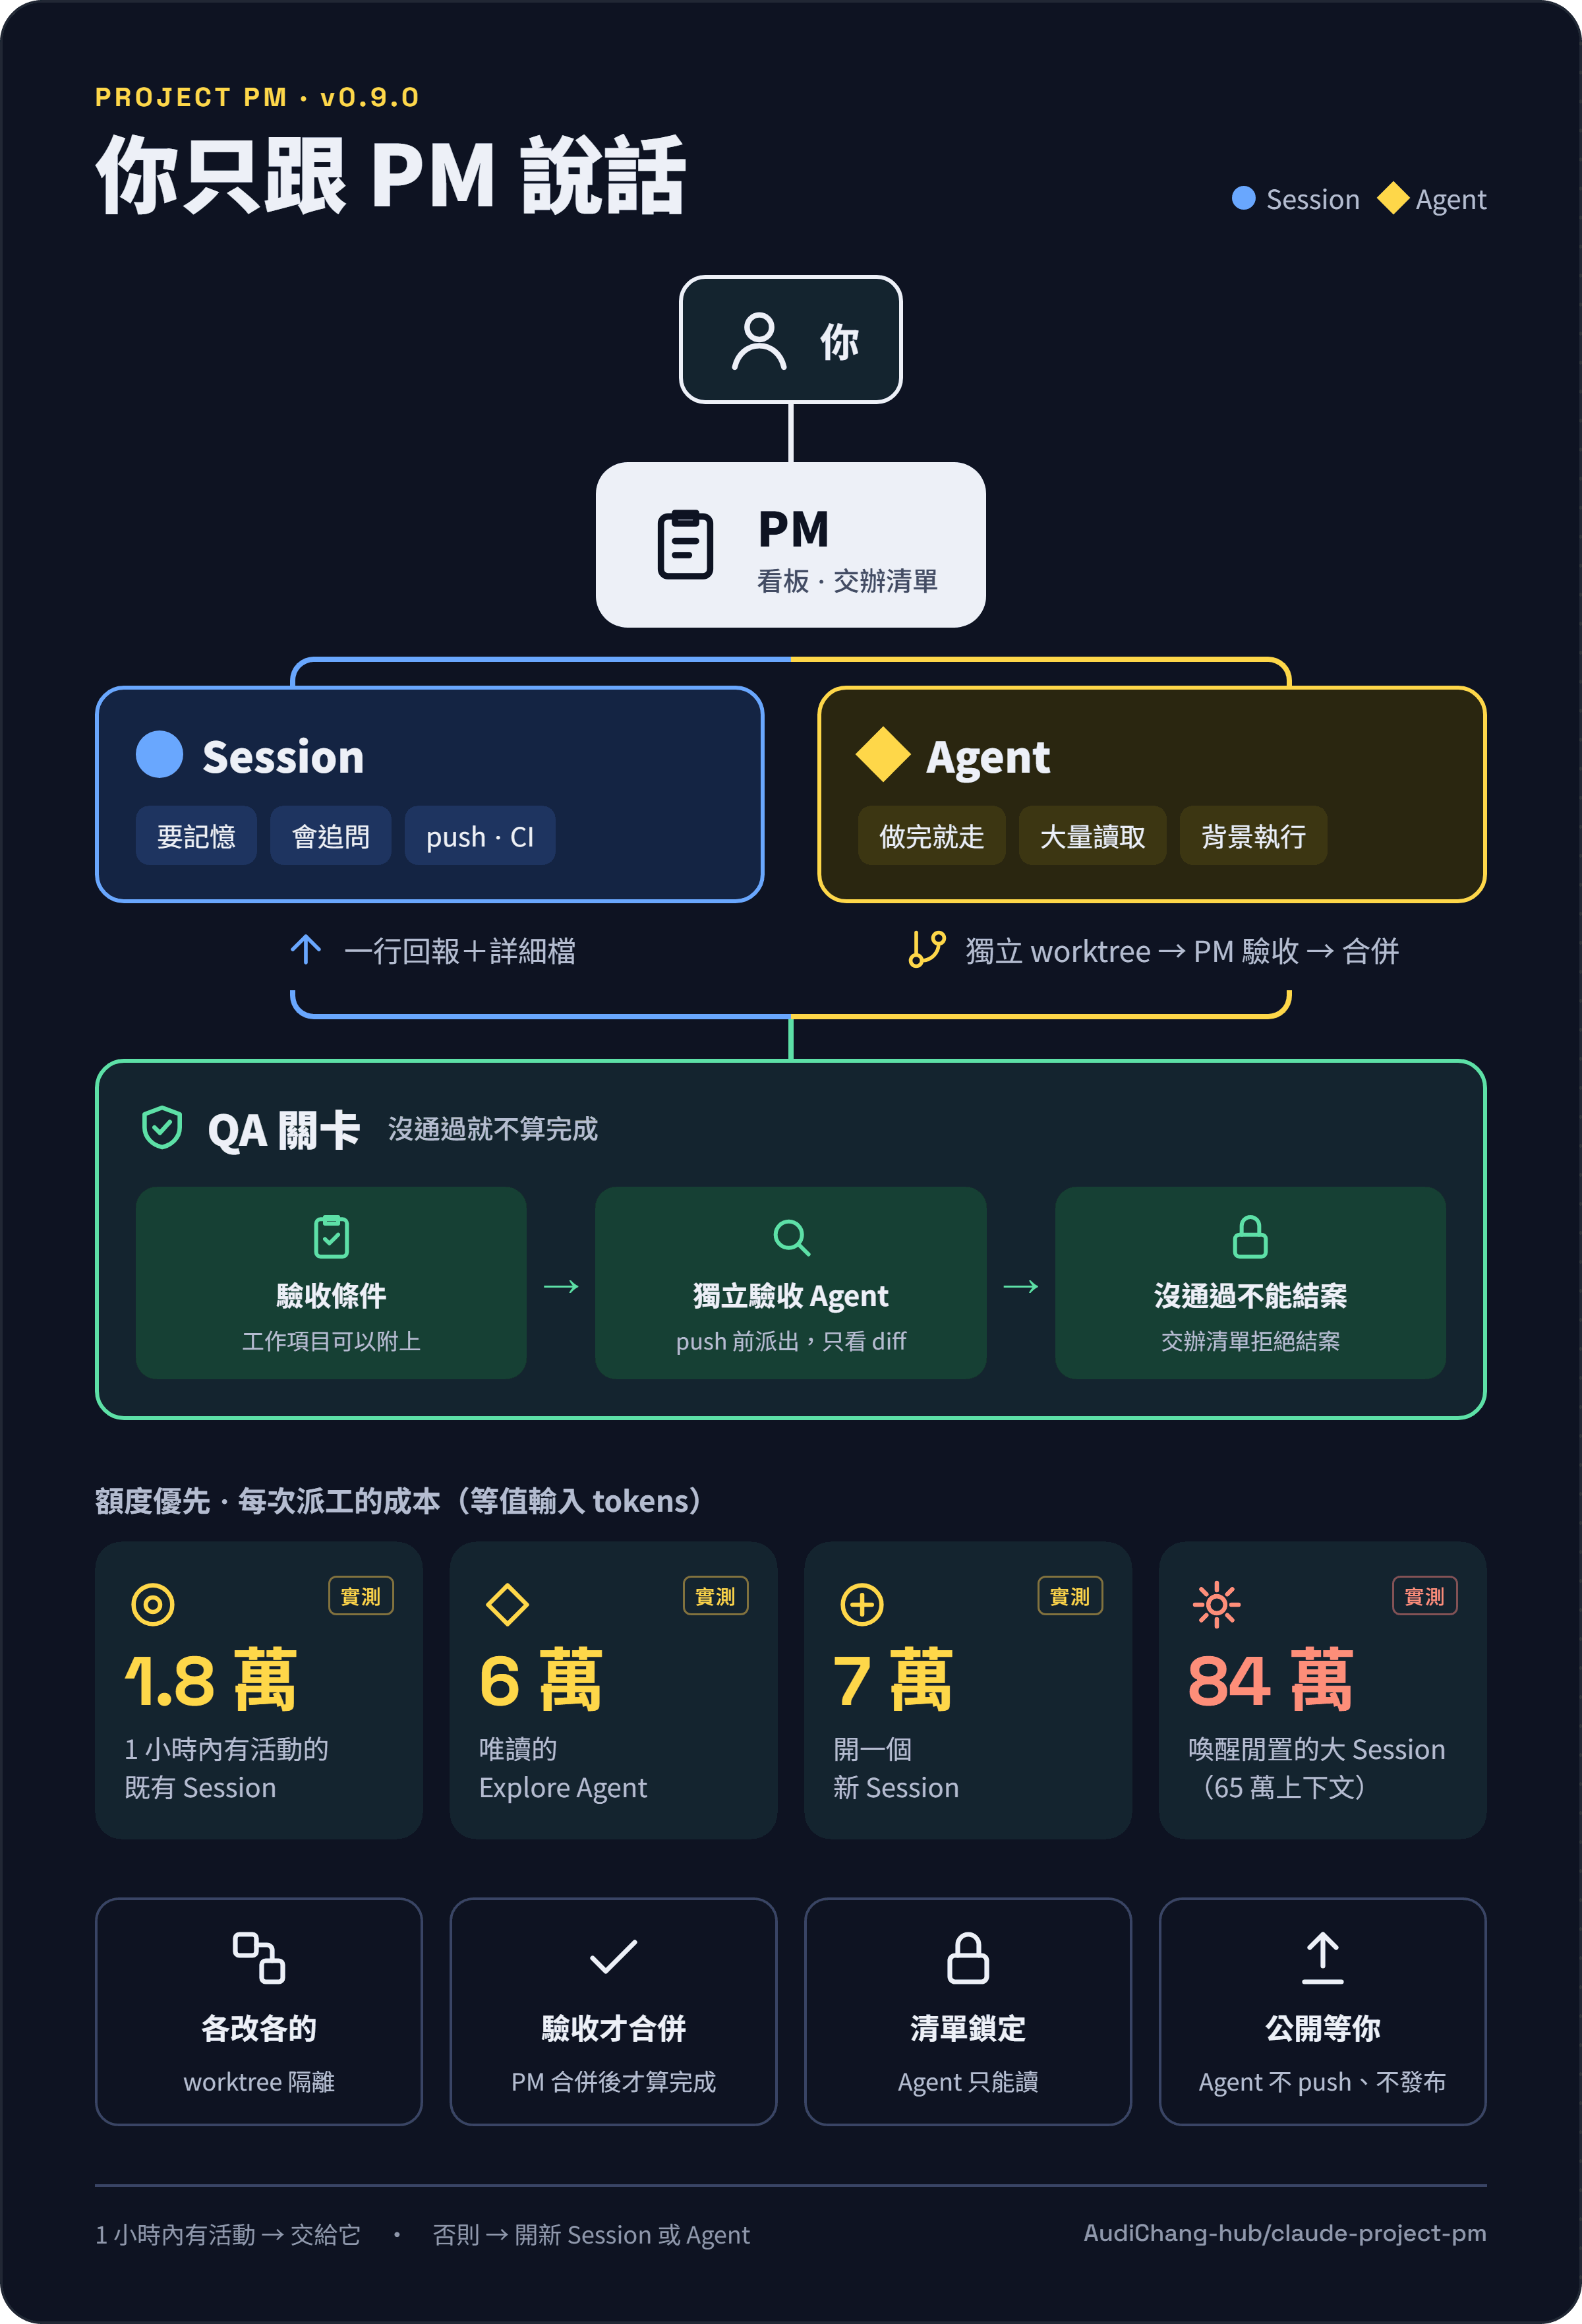 PROJECT PM · v0.9.0
你只跟 PM 說話
Session
Agent
你
PM
看板 · 交辦清單
Session
要記憶
會追問
push · CI
Agent
做完就走
大量讀取
背景執行
一行回報＋詳細檔
獨立 worktree → PM 驗收 → 合併
QA 關卡
沒通過就不算完成
驗收條件
工作項目可以附上
→
獨立驗收 Agent
push 前派出，只看 diff
→
沒通過不能結案
交辦清單拒絕結案
額度優先 · 每次派工的成本（等值輸入 tokens）
實測
1.8 萬
1 小時內有活動的
既有 Session
實測
6 萬
唯讀的
Explore Agent
實測
7 萬
開一個
新 Session
實測
84 萬
喚醒閒置的大 Session
（65 萬上下文）
各改各的
worktree 隔離
驗收才合併
PM 合併後才算完成
清單鎖定
Agent 只能讀
公開等你
Agent 不 push、不發布
1 小時內有活動 → 交給它 · 否則 → 開新 Session 或 Agent
AudiChang-hub/claude-project-pm